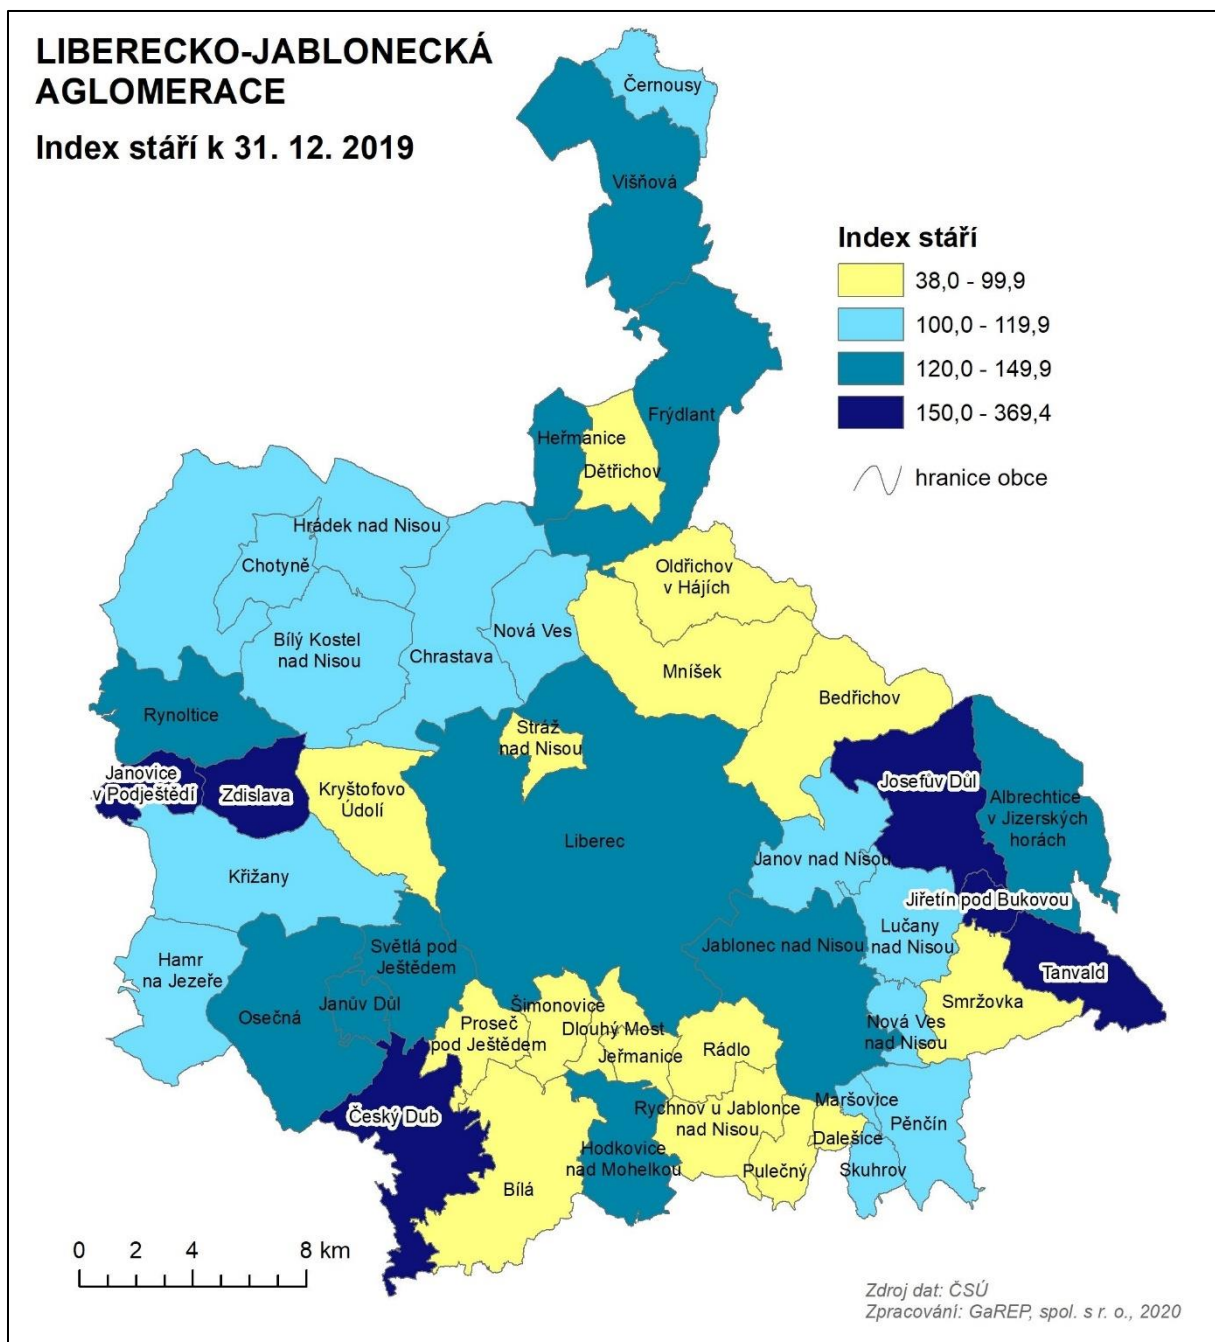 LIBERECKO-JABLONECKÁ
AGLOMERACE
Index stáří k 31. 12. 2019
Index stáří
38,0 - 99,9
100,0 - 119,9
120,0 - 149,9
150,0 - 369,4
hranice obce
Černousy
Višňová
Frýdlant
Heřmanice
Dětřichov
Hrádek nad Nisou
Chotyně
Oldřichov
v Hájích
Nová Ves
Bílý Kostel
nad Nisou
Chrastava
Mníšek
Bedřichov
Rynoltice
Stráž
nad Nisou
Janovice
v Podještědí
Zdislava
Kryštofovo
Údolí
Josefův Důl
Albrechtice
v Jizerských
horách
Liberec
Janov nad Nisou
Křižany
Jiřetín pod Bukovou
Lučany
nad Nisou
Jablonec nad Nisou
Světlá pod
Ještědem
Hamr
na Jezeře
Tanvald
Smržovka
Osečná
Janův Důl
Šimonovice
Proseč
pod Ještědem
Dlouhý Most
Jeřmanice
Rádlo
Nová Ves
nad Nisou
Český Dub
Maršovice
Pěnčín
Rychnov u Jablonce
nad Nisou
Dalešice
Hodkovice
nad Mohelkou
Pulečný
Skuhrov
Bílá
0 2 4 8 km
Zdroj dat: ČSÚ
Zpracování: GaREP, spol. s r. o., 2020